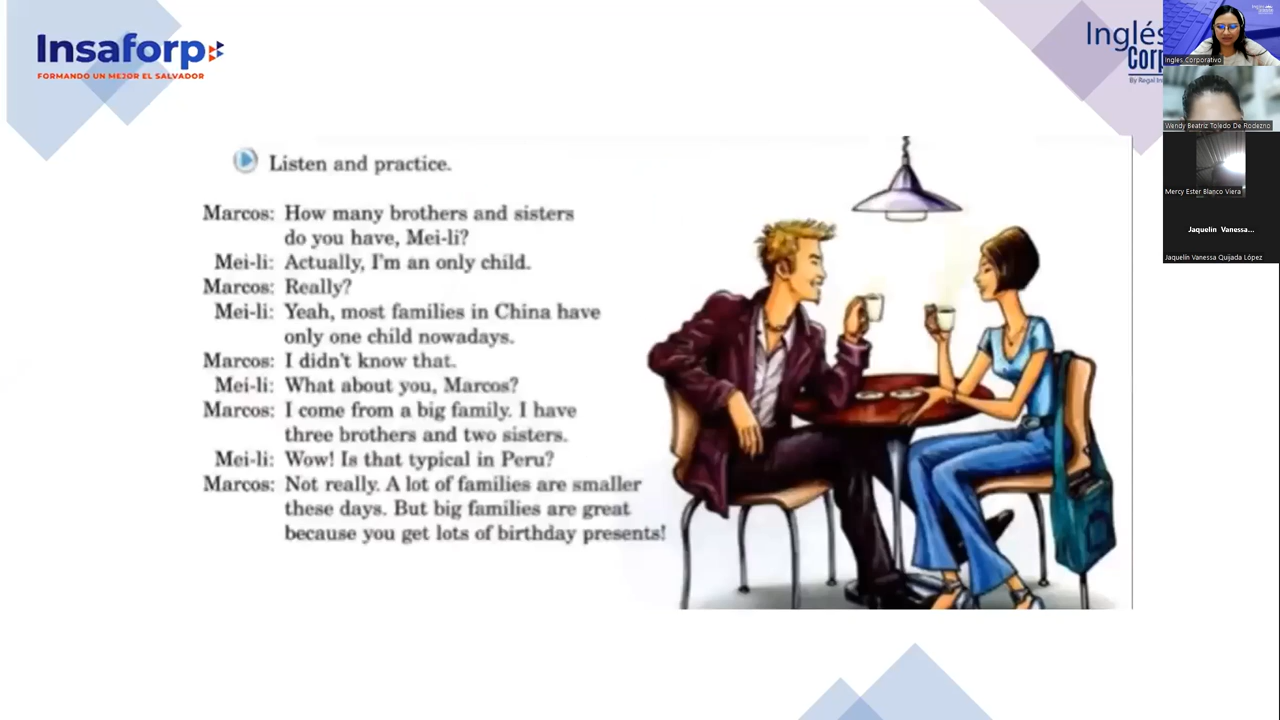 Insaforp
FORMANDO UN MEJOR EL SALVADOR
Inglés
Corp
Listen and practice.
Marcos: How many brothers and sisters
do you have, Mei-li?
Mei-li: Actually, I'm an only child.
Marcos: Really?
Mei-li: Yeah, most families in China have
only one child nowadays.
Marcos: I didn't know that.
Mei-li: What about you, Marcos?
Marcos: I come from a big family. I have
three brothers and two sisters.
Mei-li: Wow! Is that typical in Peru?
Marcos: Not really. A lot of families are smaller
these days. But big families are great
because you get lots of birthday presents!
Ingles Corporativo
Wendy Beatriz Toledo De Rodezno
Mercy Ester Blanco Viera
Jaquelin Vanessa...
Jaquelín Vanessa Quijada López